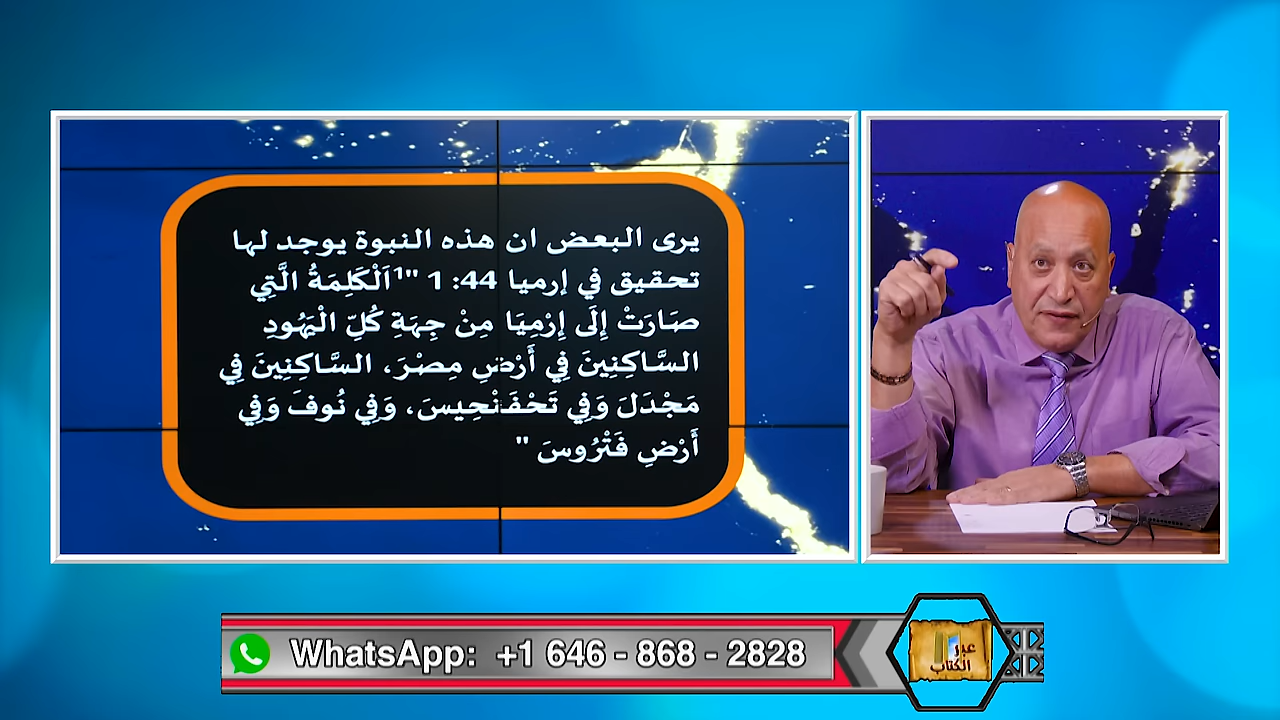 يرى البعض ان هذه النبوة يوجد لها
تحقيق في إرميا 44: 1 "¹اَلْكَلِمَةُ الَّتِي
صَارَتْ إِلَى إِرْمِيَا مِنْ جِهَةِ كُلِّ الْيَهُودِ
السَّاكِنِينَ فِي أَرْضِ مِصْرَ، السَّاكِنِينَ فِي
مَجْدَلَ وَفِي تَحْفَنْحِيسَ، وَفِي نُوفَ وَفِي
أَرْضِ فَتْرُوسَ "
WhatsApp: +1 646 - 868 - 2828
عبر
الكتاب